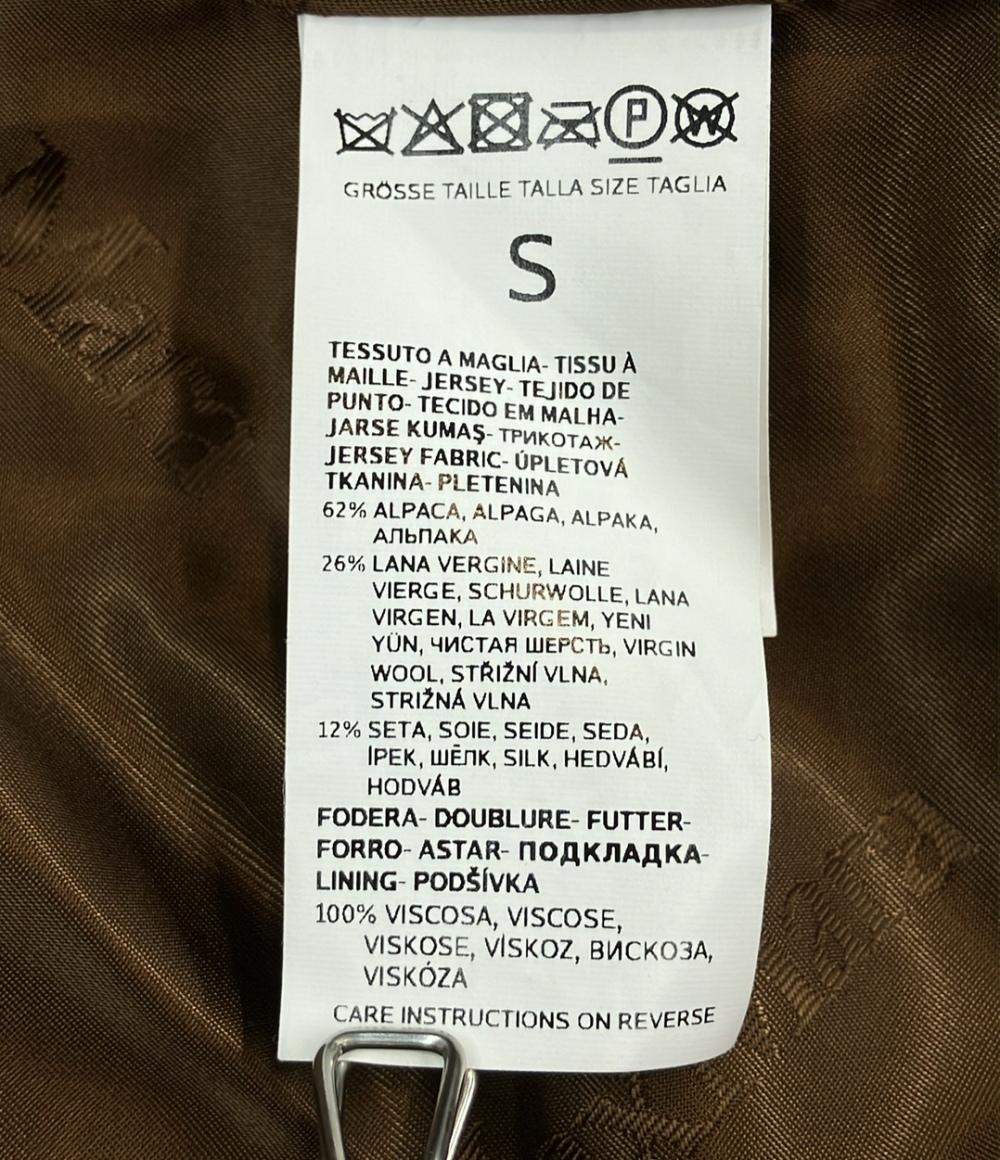 P W
GRÖSSE TAILLE TALLA SIZE TAGLIA
S
TESSUTO A MAGLIA- TISSU À
MAILLE- JERSEY- TEJIDO DE
PUNTO- TECIDO EM MALHA-
JARSE KUMAŞ- ТРИКОТАЖ-
JERSEY FABRIC- ÚPLETOVÁ
TKANINA- PLETENINA
62% ALPACA, ALPAGA, ALPAKA,
АЛЬПАКА
26% LANA VERGINE, LAINE
VIERGE, SCHURWOLLE, LANA
VIRGEN, LA VIRGEM, YENI
YÜN, ЧИСТАЯ ШЕРСТЬ, VIRGIN
WOOL, STŘIŽNÍ VLNA,
STRIŽNÁ VLNA
12% SETA, SOIE, SEIDE, SEDA,
İPEK, ШЁЛК, SILK, HEDVÁBÍ,
HODVÁB
FODERA- DOUBLURE- FUTTER-
FORRO- ASTAR- ПОДКЛАДКА-
LINING- PODŠÍVKA
100% VISCOSA, VISCOSE,
VISKOSE, VİSKOZ, ВИСКОЗА,
VISKÓZA
CARE INSTRUCTIONS ON REVERSE